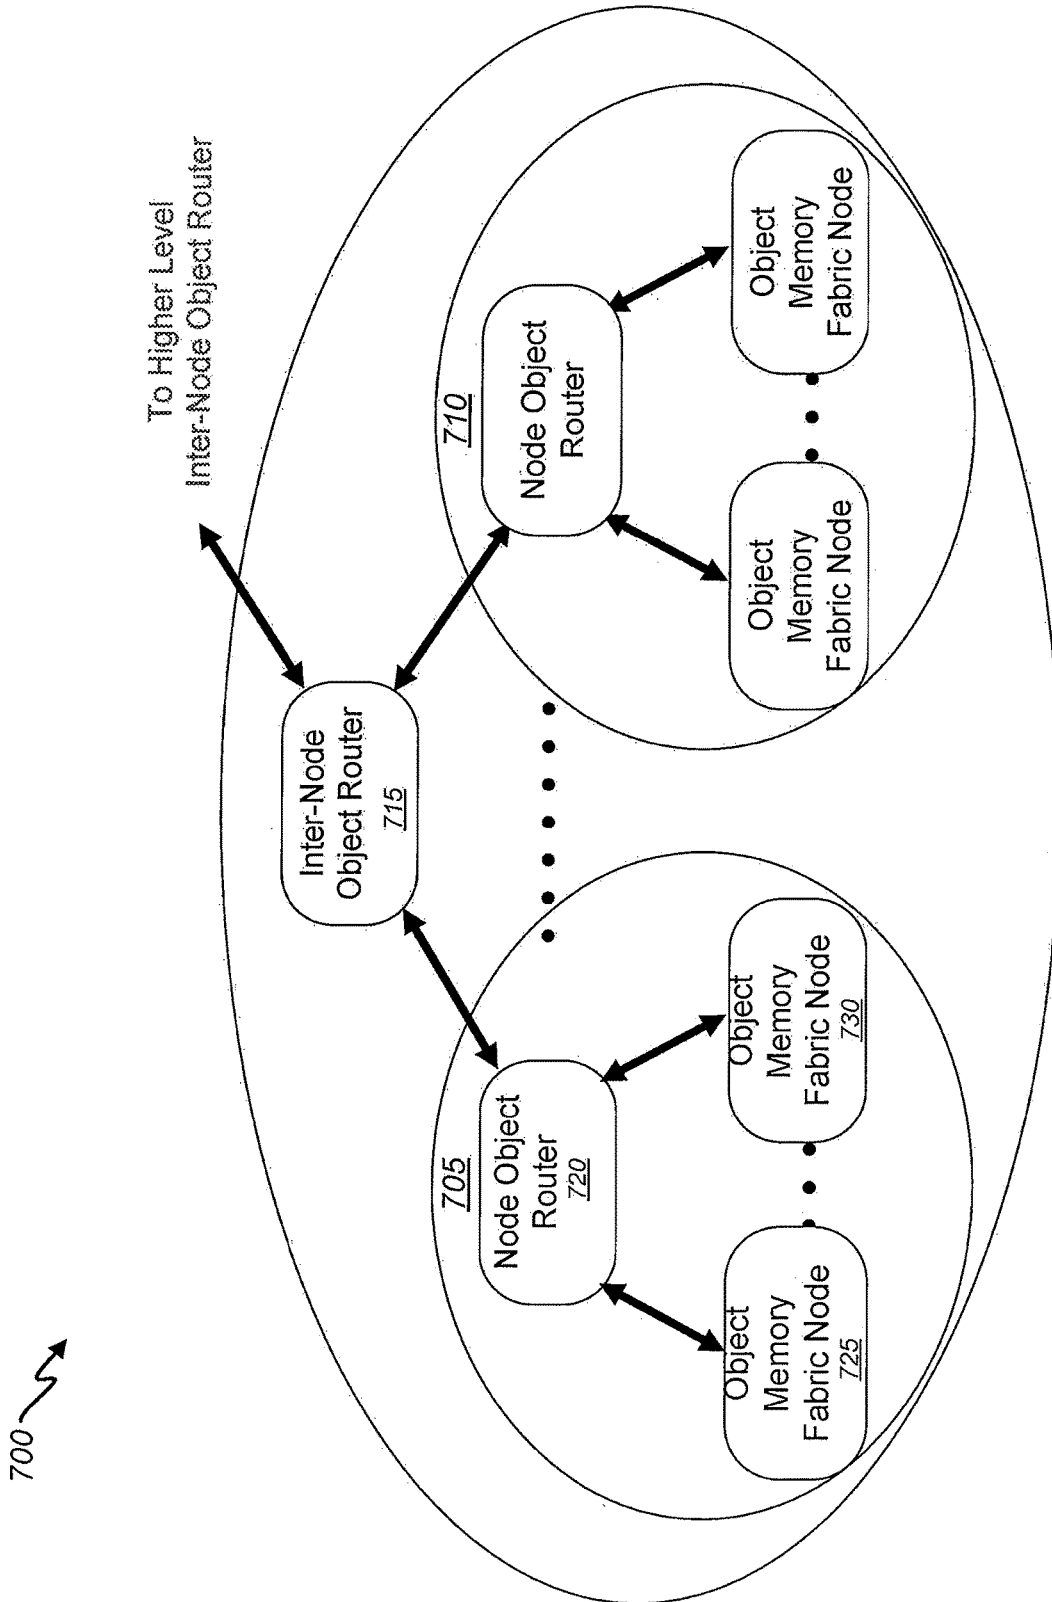 700
To Higher Level
Inter-Node Object Router
Inter-Node
Object Router
715
705
Node Object
Router
720
Object
Memory
Fabric Node
725
Object
Memory
Fabric Node
730
710
Node Object
Router
Object
Memory
Fabric Node
Object
Memory
Fabric Node